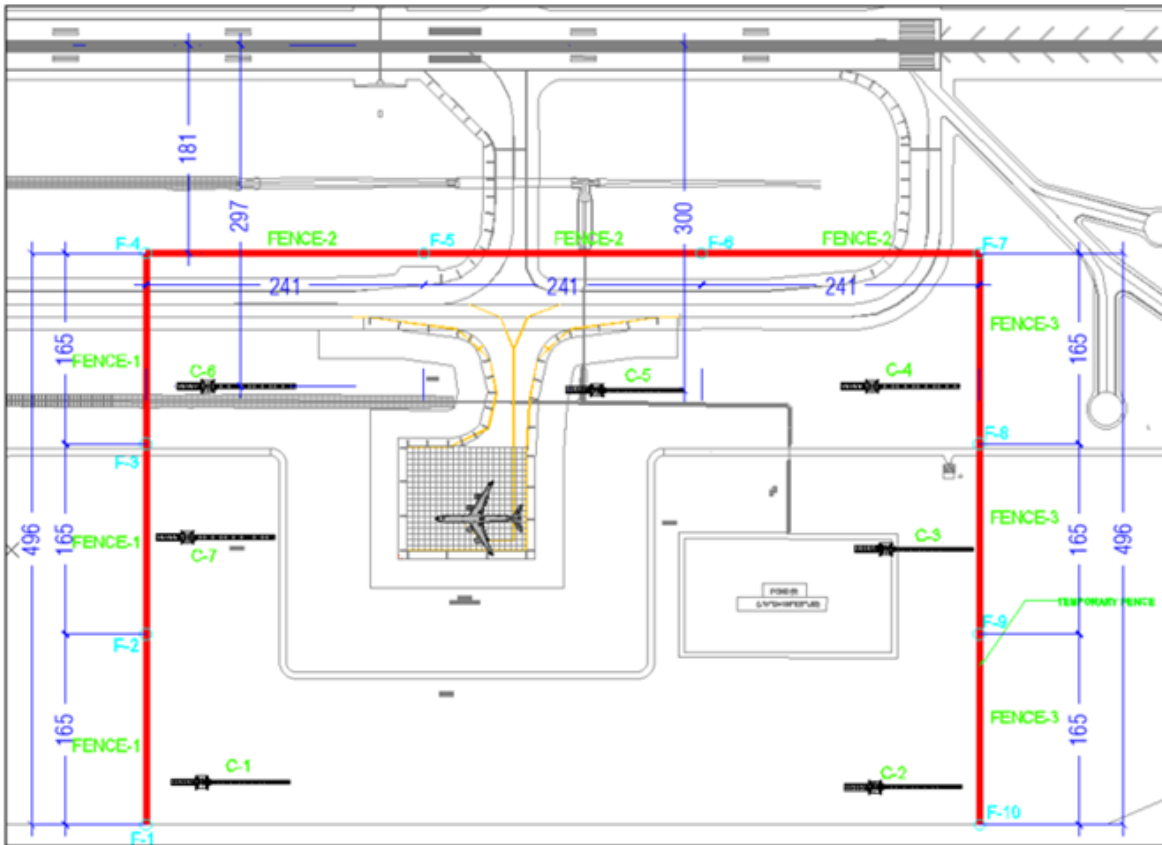 181
297
300
F-4
FENCE-2
F-5
FENCE-2
F-6
FENCE-2
F-7
241
241
241
165
FENCE-1
FENCE-3
165
C-6
C-5
C-4
F-3
F-8
496
165
FENCE-1
C-7
C-3
FENCE-3
165
496
TEMPORARY FENCE
F-2
F-9
165
FENCE-1
FENCE-3
165
C-1
C-2
F-1
F-10